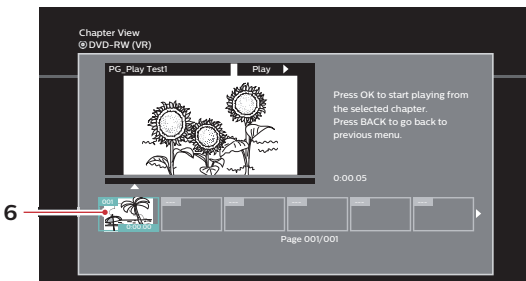 Chapter View
DVD-RW (VR)
PG_Play Test1 Play
Press OK to start playing from
the selected chapter.
Press BACK to go back to
previous menu.
0:00.05
6
001
0:00.00
---- ---- ---- ---- ----
Page 001/001